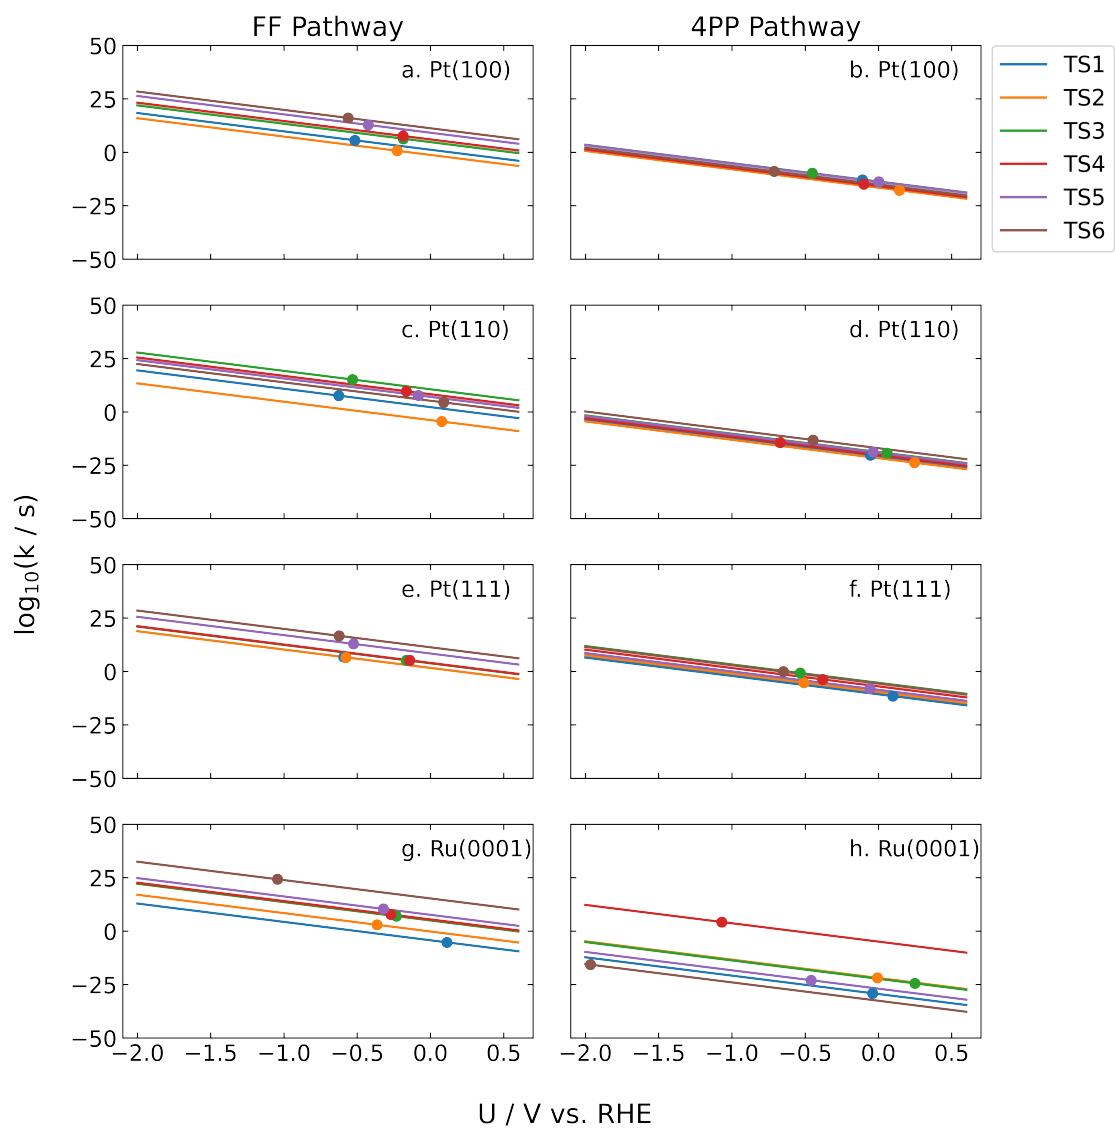 FF Pathway
4PP Pathway
a. Pt(100)
b. Pt(100)
TS1
TS2
TS3
TS4
TS5
TS6
50
25
0
−25
−50
c. Pt(110)
d. Pt(110)
50
25
0
−25
−50
log10(k / s)
e. Pt(111)
f. Pt(111)
50
25
0
−25
−50
g. Ru(0001)
h. Ru(0001)
50
25
0
−25
−50
−2.0 −1.5 −1.0 −0.5 0.0 0.5
−2.0 −1.5 −1.0 −0.5 0.0 0.5
U / V vs. RHE